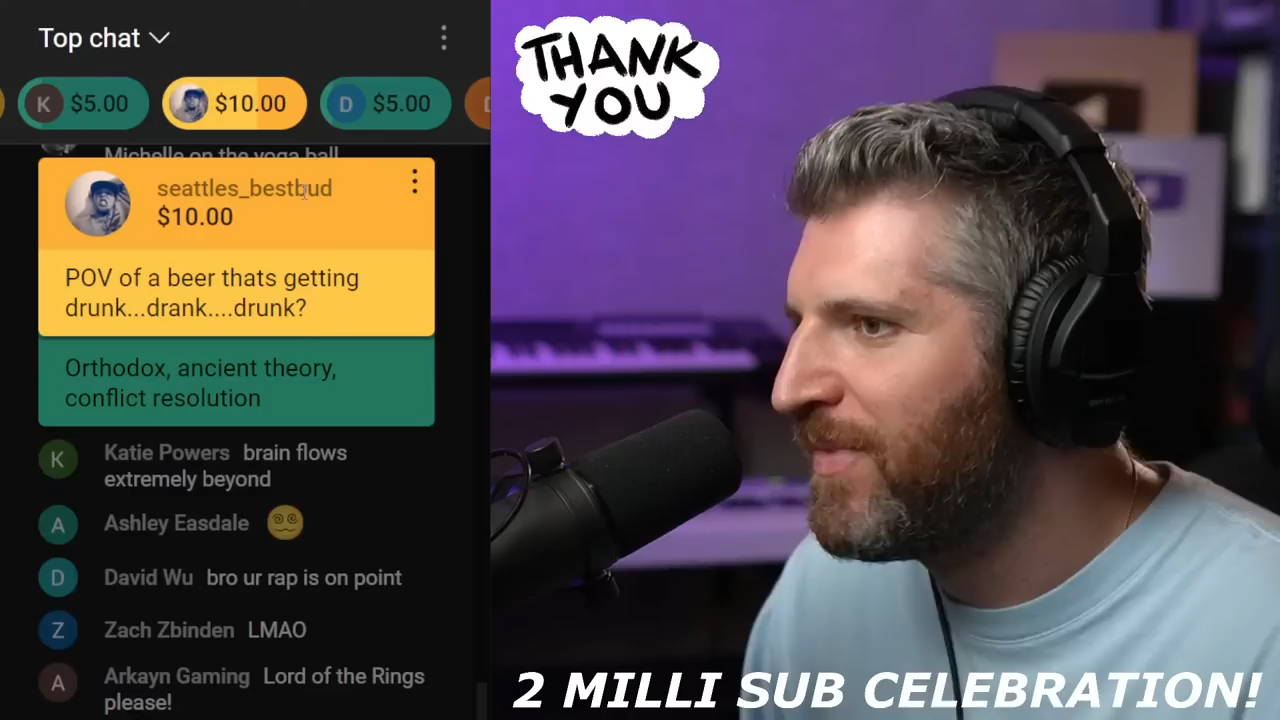 Top chat
K $5.00
$10.00
D $5.00
Michelle on the yoga ball
seattles_bestbud
$10.00
POV of a beer thats getting
drunk...drank....drunk?
Orthodox, ancient theory,
conflict resolution
K Katie Powers brain flows
extremely beyond
A Ashley Easdale
D David Wu bro ur rap is on point
Z Zach Zbinden LMAO
A Arkayn Gaming Lord of the Rings
please!
THANK
YOU
2 MILLI SUB CELEBRATION!